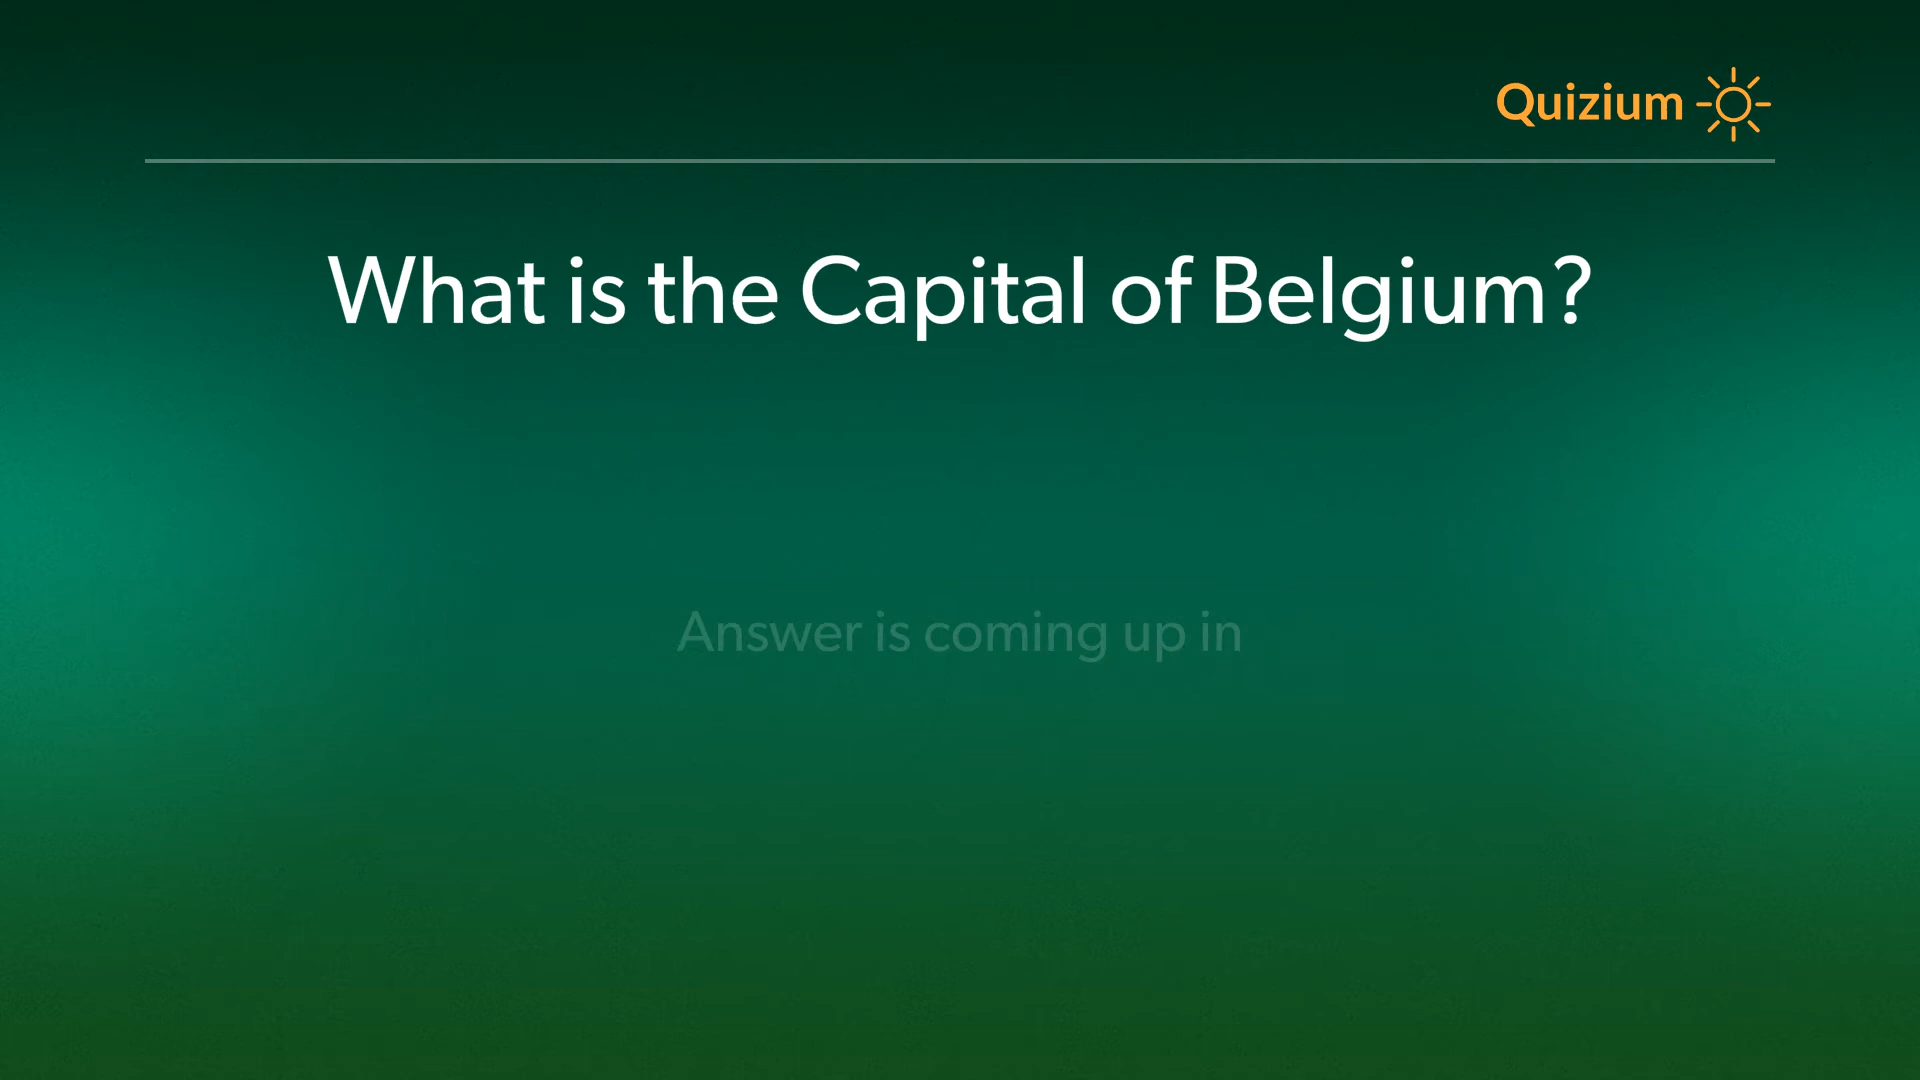 Quizium
What is the Capital of Belgium?
Answer is coming up in